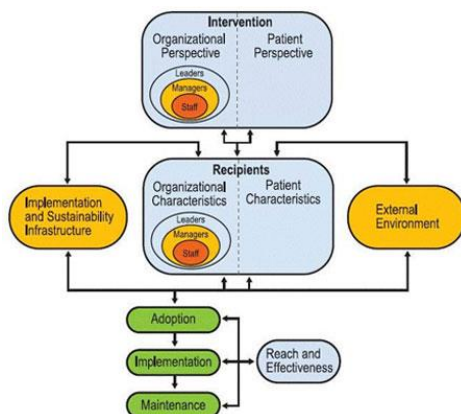 Intervention
Organizational
Perspective
Patient
Perspective
Leaders
Managers
Staff
Recipients
Organizational
Characteristics
Patient
Characteristics
Leaders
Managers
Staff
Implementation
and Sustainability
Infrastructure
External
Environment
Adoption
Implementation
Maintenance
Reach and
Effectiveness